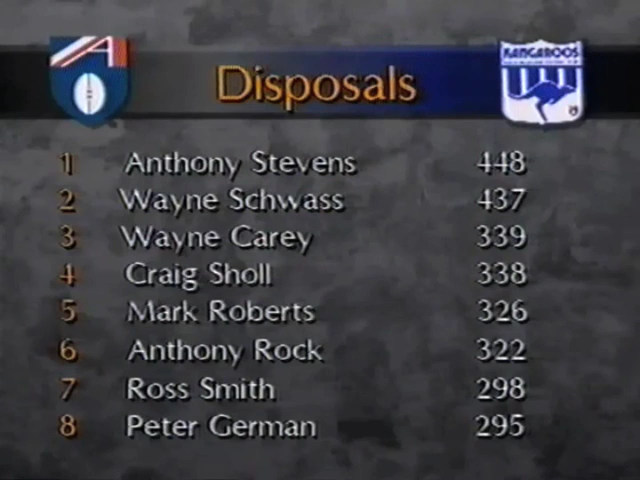 KANGAROOS
Disposals
1 Anthony Stevens 448
2 Wayne Schwass 437
3 Wayne Carey 339
4 Craig Sholl 338
5 Mark Roberts 326
6 Anthony Rock 322
7 Ross Smith 298
8 Peter German 295